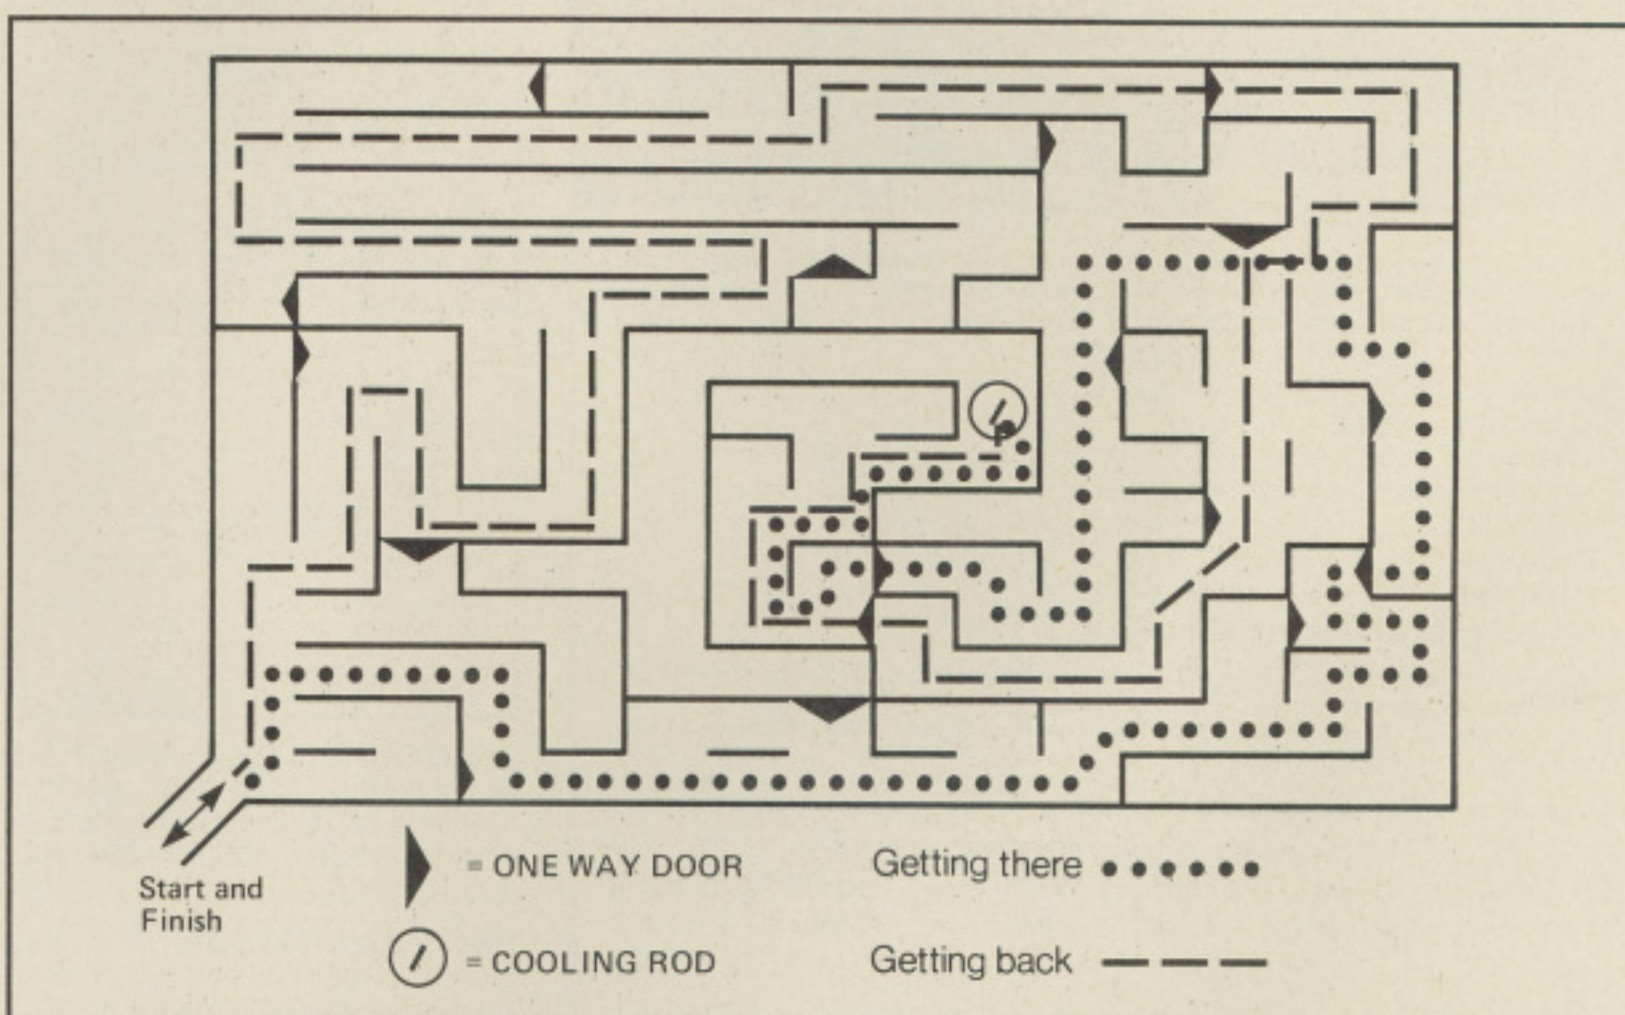 Start and
Finish
= ONE WAY DOOR
= COOLING ROD
Getting there
Getting back